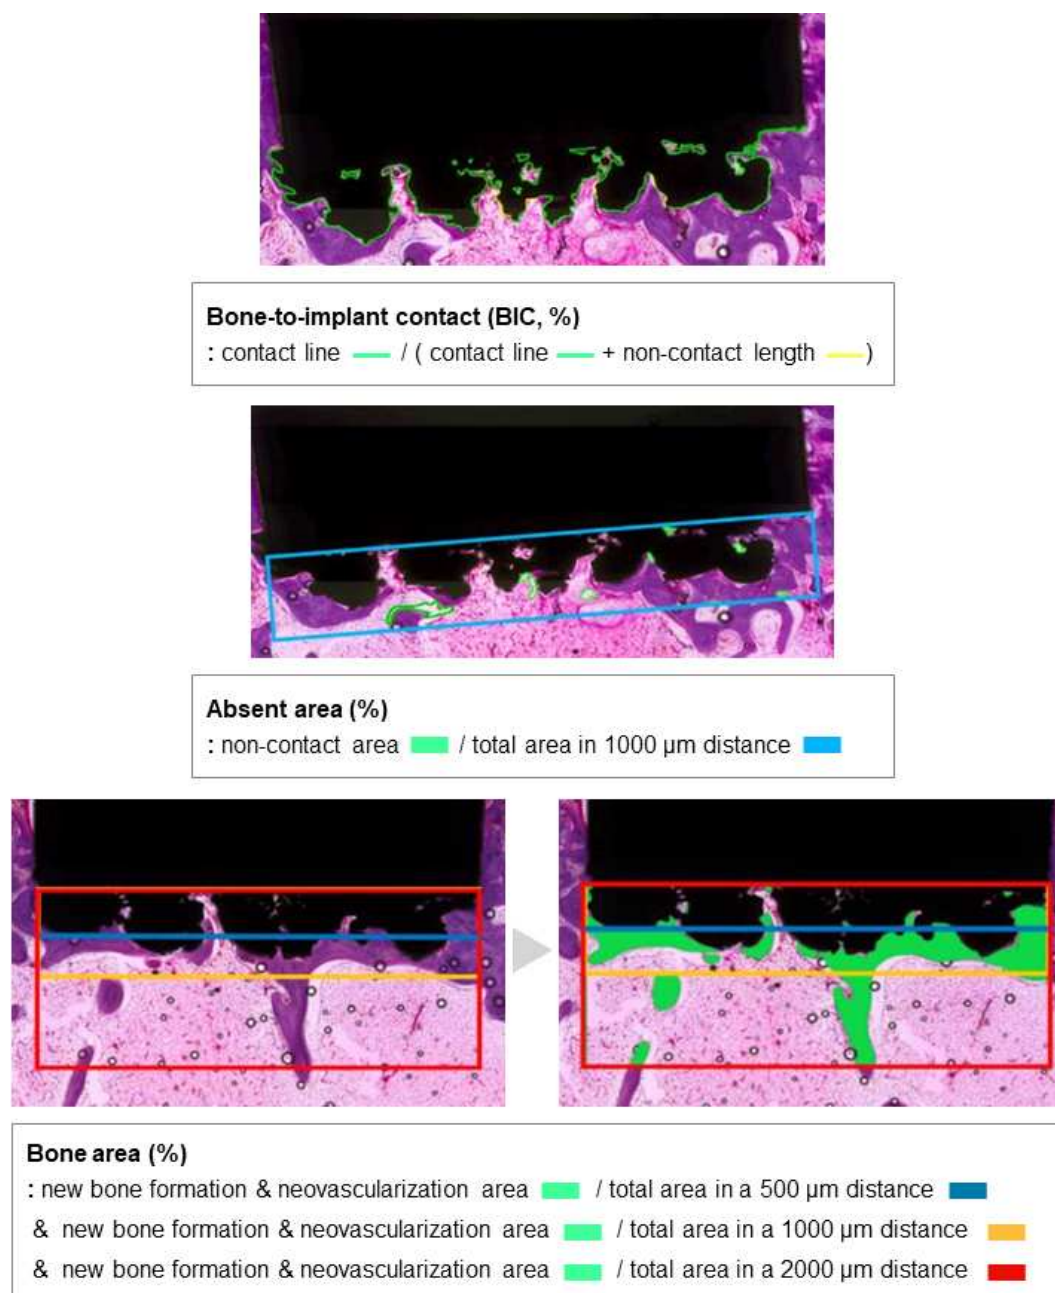 Bone-to-implant contact (BIC, %)
: contact line / ( contact line + non-contact length )
Absent area (%)
: non-contact area / total area in 1000 µm distance
Bone area (%)
: new bone formation & neovascularization area / total area in a 500 µm distance
& new bone formation & neovascularization area / total area in a 1000 µm distance
& new bone formation & neovascularization area / total area in a 2000 µm distance